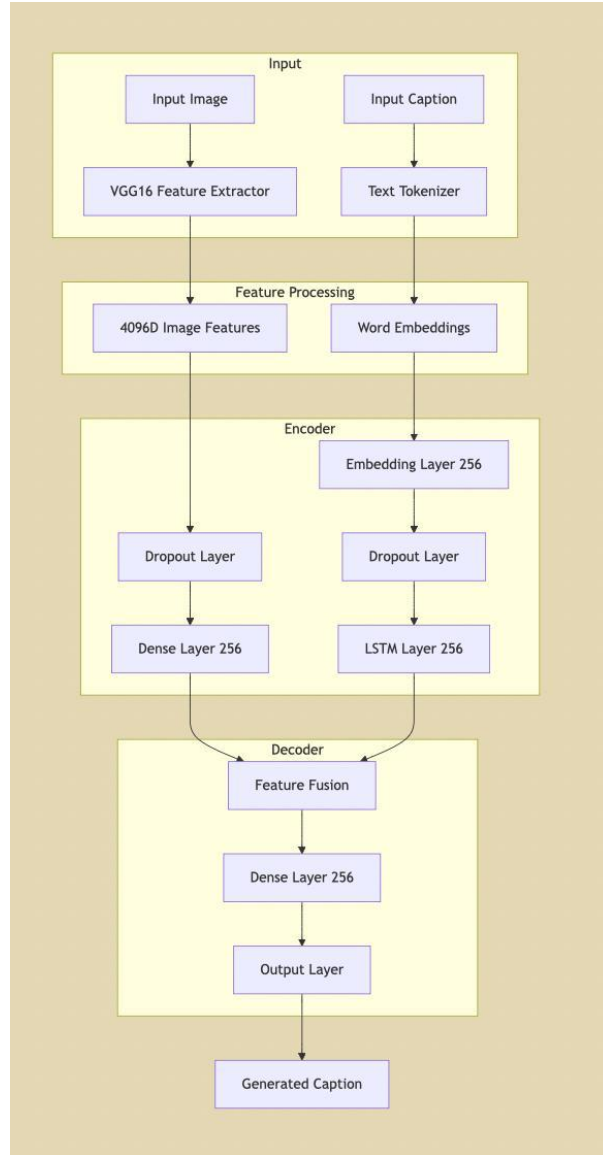 Input
Input Image
Input Caption
VGG16 Feature Extractor
Text Tokenizer
Feature Processing
4096D Image Features
Word Embeddings
Encoder
Embedding Layer 256
Dropout Layer
Dropout Layer
Dense Layer 256
LSTM Layer 256
Decoder
Feature Fusion
Dense Layer 256
Output Layer
Generated Caption